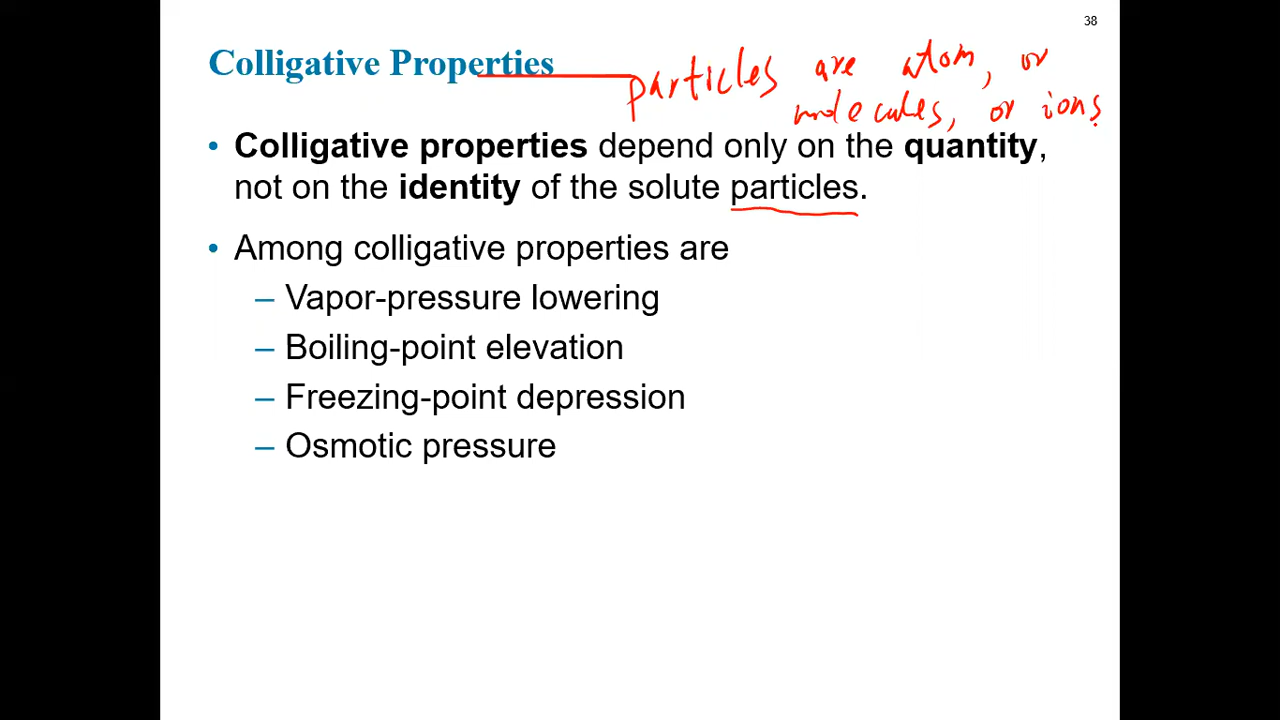 38
Colligative Properties
particles are atom, or
molecules, or ions
• Colligative properties depend only on the quantity,
not on the identity of the solute particles.
• Among colligative properties are
– Vapor-pressure lowering
– Boiling-point elevation
– Freezing-point depression
– Osmotic pressure